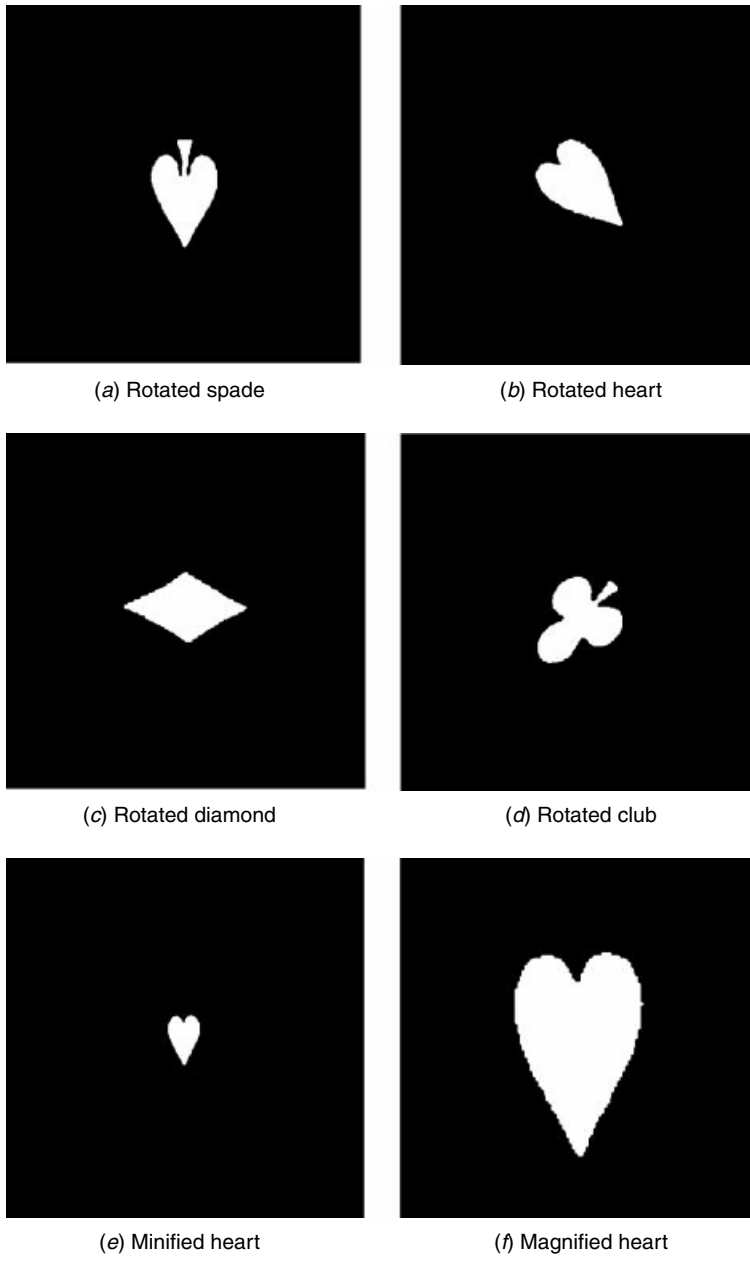 (a) Rotated spade
(b) Rotated heart
(c) Rotated diamond
(d) Rotated club
(e) Minified heart
(f) Magnified heart